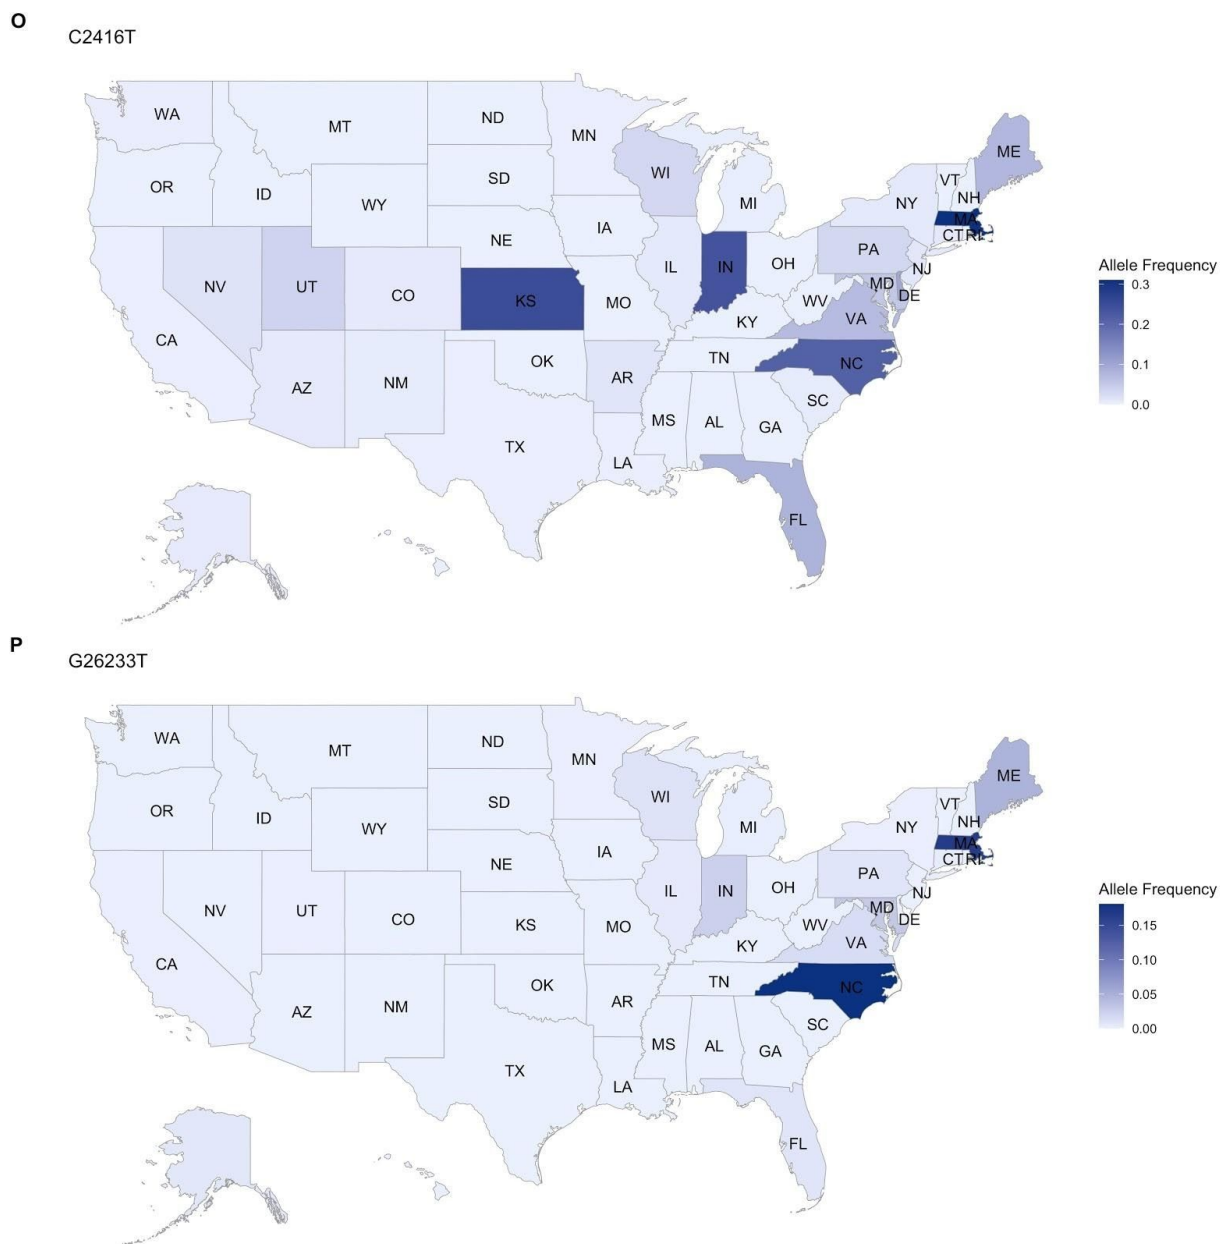 O
C2416T
WA
MT
ND
MN
OR
ID
WY
SD
WI
MI
NE
IA
NY
VT
NH
ME
MA
CT RI
NV
UT
CO
KS
MO
IL
IN
OH
PA
NJ
MD
DE
WV
VA
KY
CA
AZ
NM
OK
AR
TN
NC
SC
TX
LA
MS
AL
GA
FL
Allele Frequency
0.3
0.2
0.1
0.0
P
G26233T
WA
MT
ND
MN
OR
ID
WY
SD
WI
MI
NE
IA
NY
VT
NH
ME
MA
CT RI
NV
UT
CO
KS
MO
IL
IN
OH
PA
NJ
MD
DE
WV
VA
KY
CA
AZ
NM
OK
AR
TN
NC
SC
TX
LA
MS
AL
GA
FL
Allele Frequency
0.15
0.10
0.05
0.00